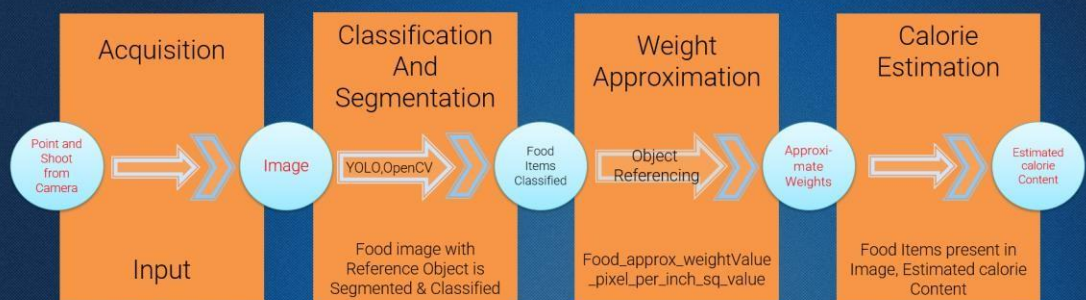 Acquisition
Classification
And
Segmentation
Weight
Approximation
Calorie
Estimation
Point and
Shoot
from
Camera
Image
YOLO,OpenCV
Food
Items
Classified
Object
Referencing
Approxi-
mate
Weights
Estimated
calorie
Content
Input
Food image with
Reference Object is
Segmented & Classified
Food_approx_weightValue
_pixel_per_inch_sq_value
Food Items present in
Image, Estimated calorie
Content